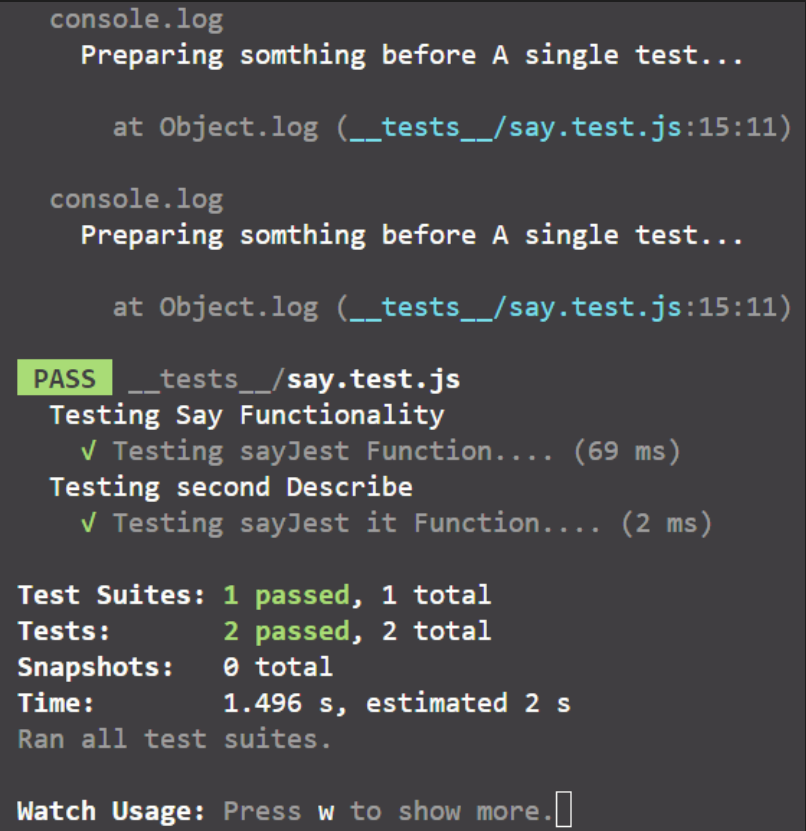 console.log
Preparing somthing before A single test...
at Object.log (__tests__/say.test.js:15:11)
console.log
Preparing somthing before A single test...
at Object.log (__tests__/say.test.js:15:11)
PASS __tests__/say.test.js
Testing Say Functionality
√ Testing sayJest Function.... (69 ms)
Testing second Describe
√ Testing sayJest it Function.... (2 ms)
Test Suites: 1 passed, 1 total
Tests: 2 passed, 2 total
Snapshots: 0 total
Time: 1.496 s, estimated 2 s
Ran all test suites.
Watch Usage: Press w to show more.